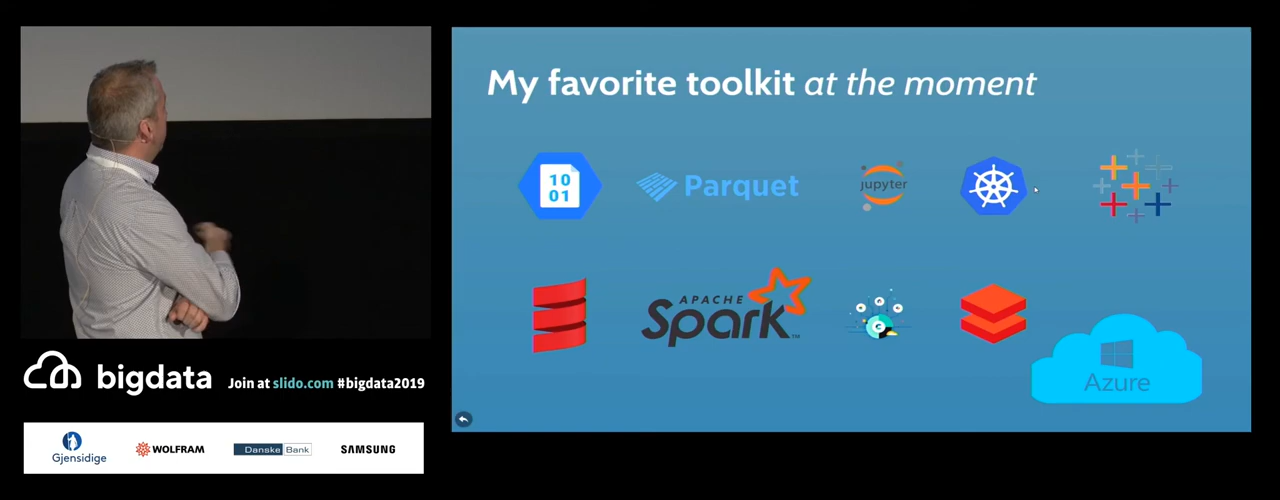 My favorite toolkit at the moment
10
01
Parquet
jupyter
APACHE
Spark™
Azure
bigdata
Join at slido.com #bigdata2019
Gjensidige
WOLFRAM
Danske Bank
SAMSUNG